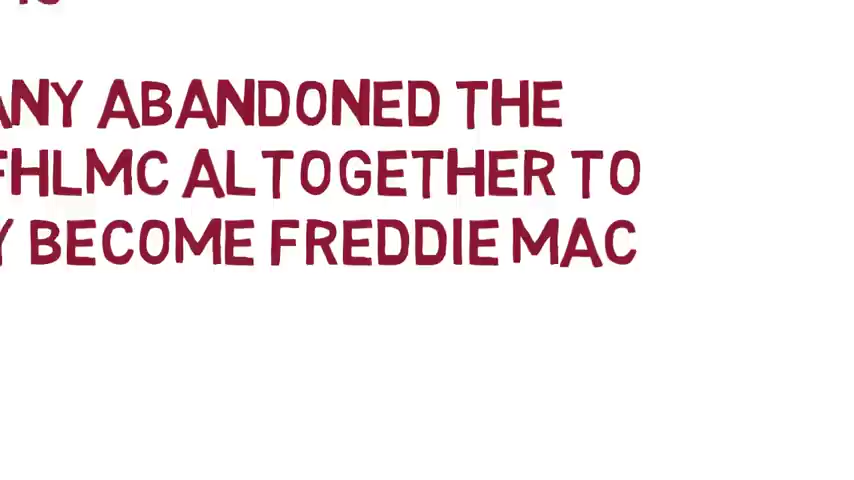 ANY ABANDONED THE
FHLMC ALTOGETHER TO
Y BECOME FREDDIE MAC